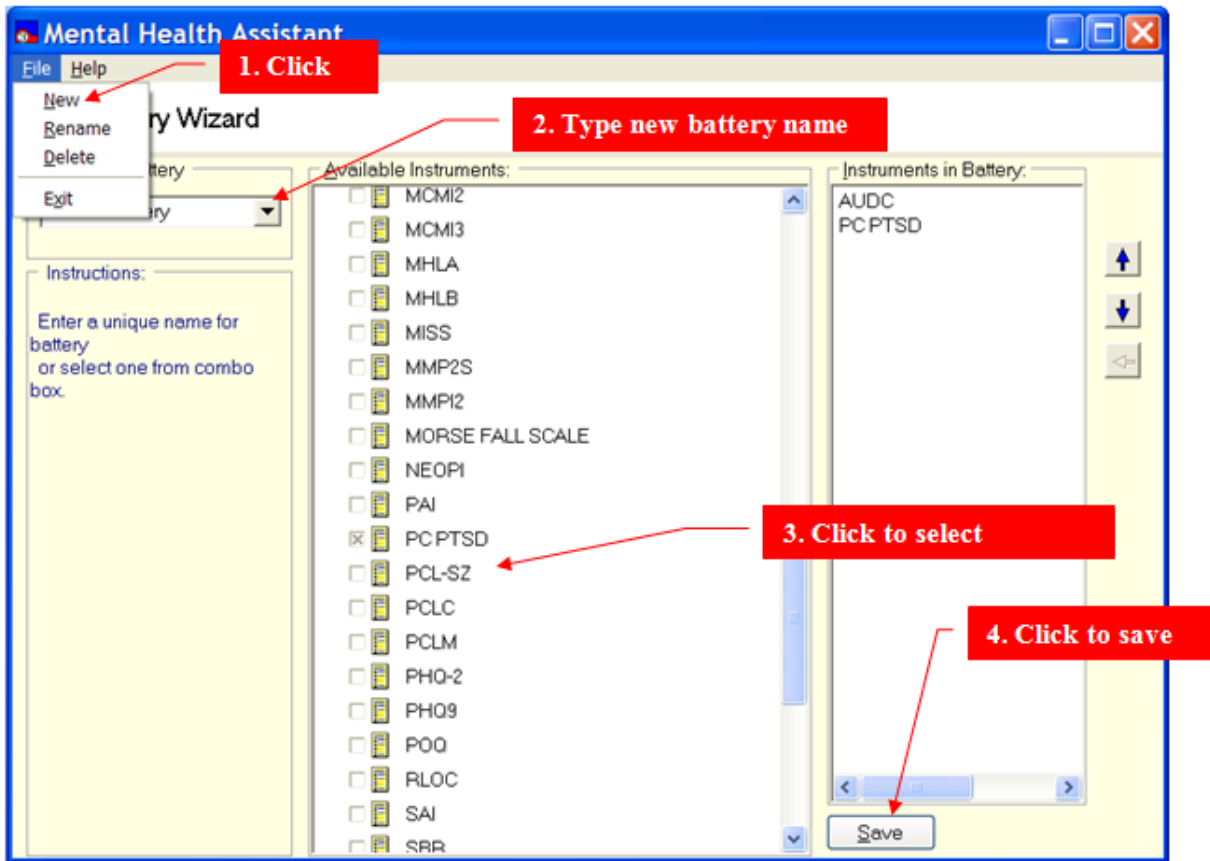 Mental Health Assistant
File Help
1. Click
New
Rename
Delete
Exit
ry Wizard
2. Type new battery name
ttery
ery
Instructions:
Enter a unique name for
battery
or select one from combo
box.
Available Instruments:
MCMI2
MCMI3
MHLA
MHLB
MISS
MMP2S
MMPI2
MORSE FALL SCALE
NEOPI
PAI
PC PTSD
PCL-SZ
PCLC
PCLM
PHQ-2
PHQ9
POQ
RLOC
SAI
SBR
Instruments in Battery:
AUDC
PC PTSD
3. Click to select
4. Click to save
Save